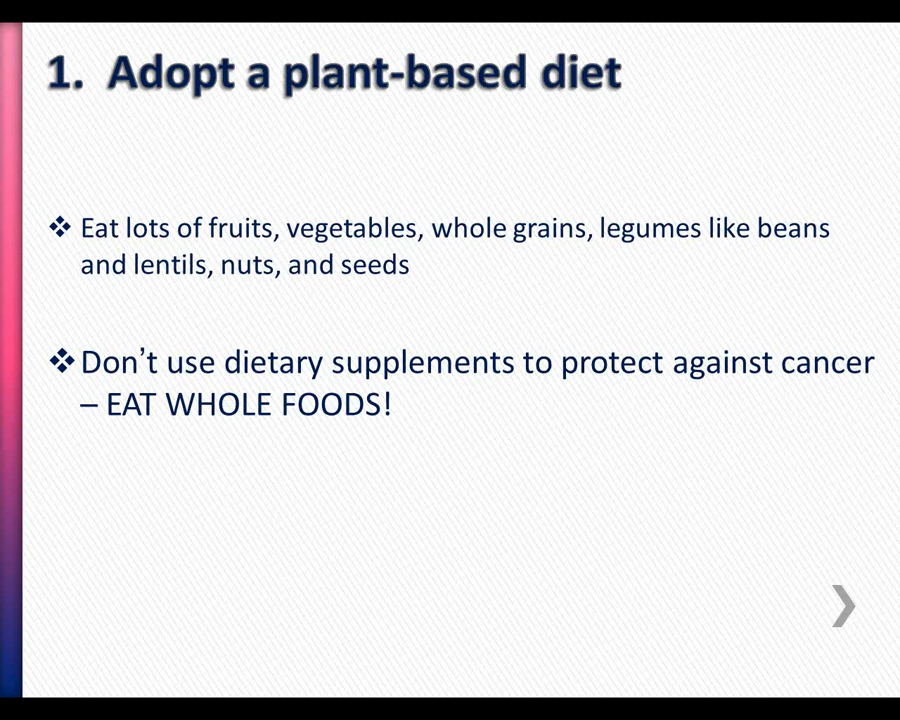 1. Adopt a plant-based diet
❖ Eat lots of fruits, vegetables, whole grains, legumes like beans
and lentils, nuts, and seeds
❖ Don’t use dietary supplements to protect against cancer
– EAT WHOLE FOODS!